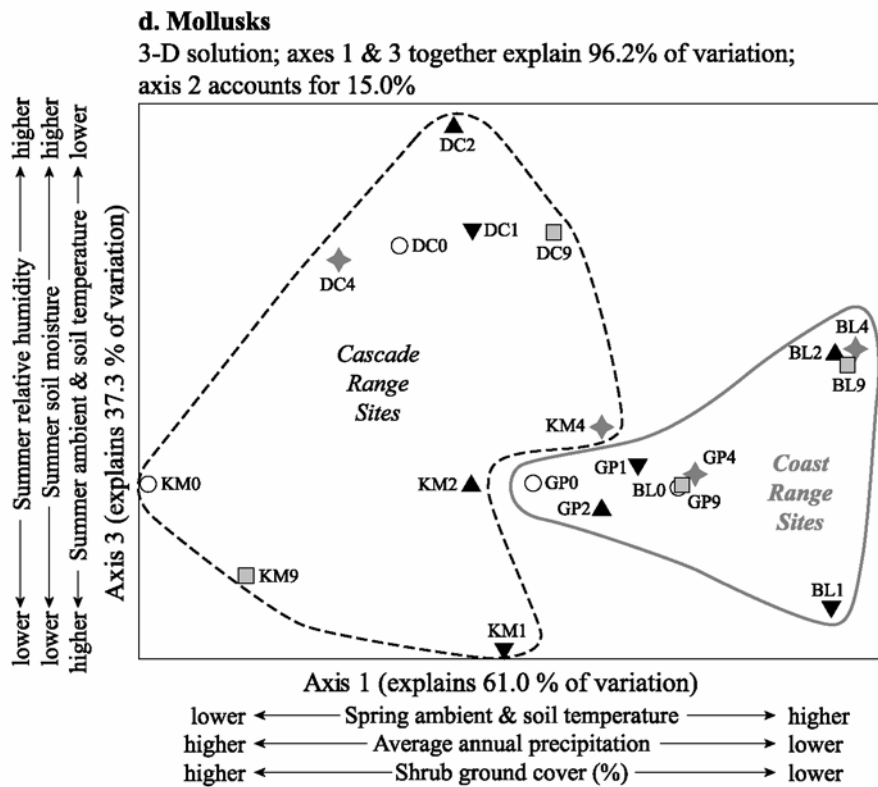 d. Mollusks
3-D solution; axes 1 & 3 together explain 96.2% of variation;
axis 2 accounts for 15.0%
lower ← Summer relative humidity → higher
lower ← Summer soil moisture → higher
higher ← Summer ambient & soil temperature → lower
Axis 3 (explains 37.3 % of variation)
DC2
DC0
DC1
DC9
DC4
Cascade
Range
Sites
BL4
BL2
BL9
KM4
KM0
KM2
GP0
GP1
GP4
BL0
GP9
GP2
Coast
Range
Sites
KM9
BL1
KM1
Axis 1 (explains 61.0 % of variation)
lower ← Spring ambient & soil temperature → higher
higher ← Average annual precipitation → lower
higher ← Shrub ground cover (%) → lower